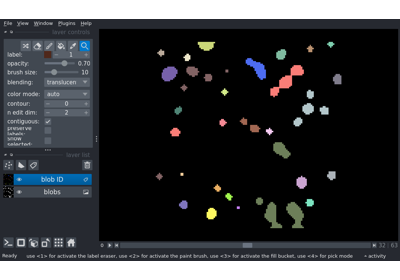 File View Window Plugins Help
layer controls
label: 1
opacity: 0.70
brush size: 10
blending: translucen
color mode: auto
contour: 0
n edit dim: 2
contiguous:
preserve labels:
show selected:
layer list
blob ID
blobs
32 63
Ready use <1> for activate the label eraser, use <2> for activate the paint brush, use <3> for activate the fill bucket, use <4> for pick mode activity